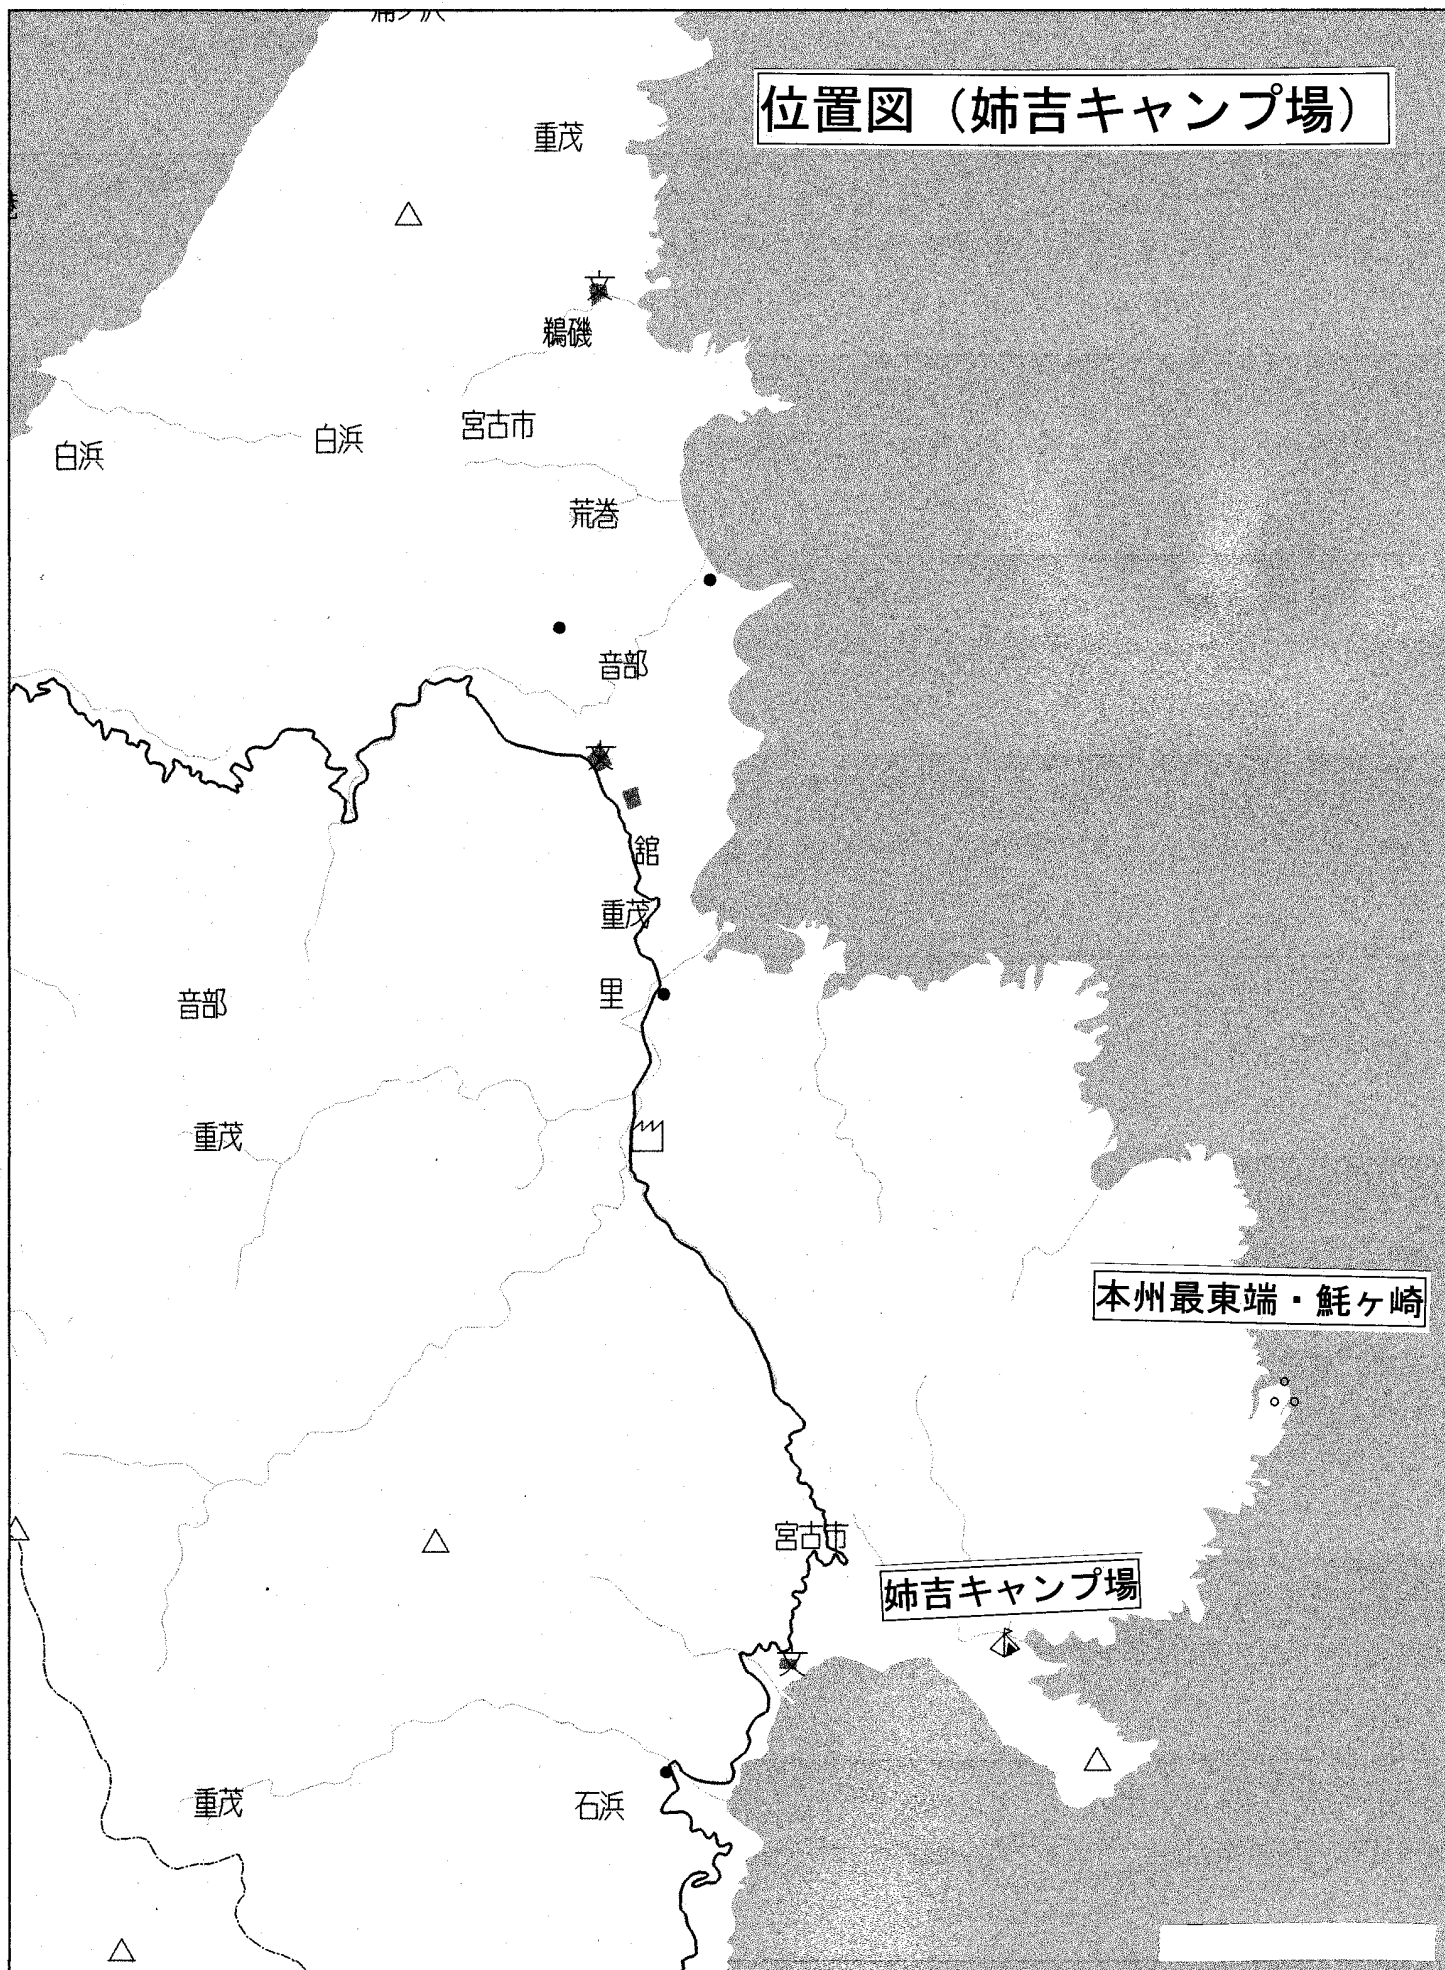 位置図（姉吉キャンプ場）
重茂
鵜磯
宮古市
白浜
白浜
荒巻
音部
舘
重茂
里
音部
重茂
本州最東端・魹ヶ崎
宮古市
姉吉キャンプ場
重茂
石浜